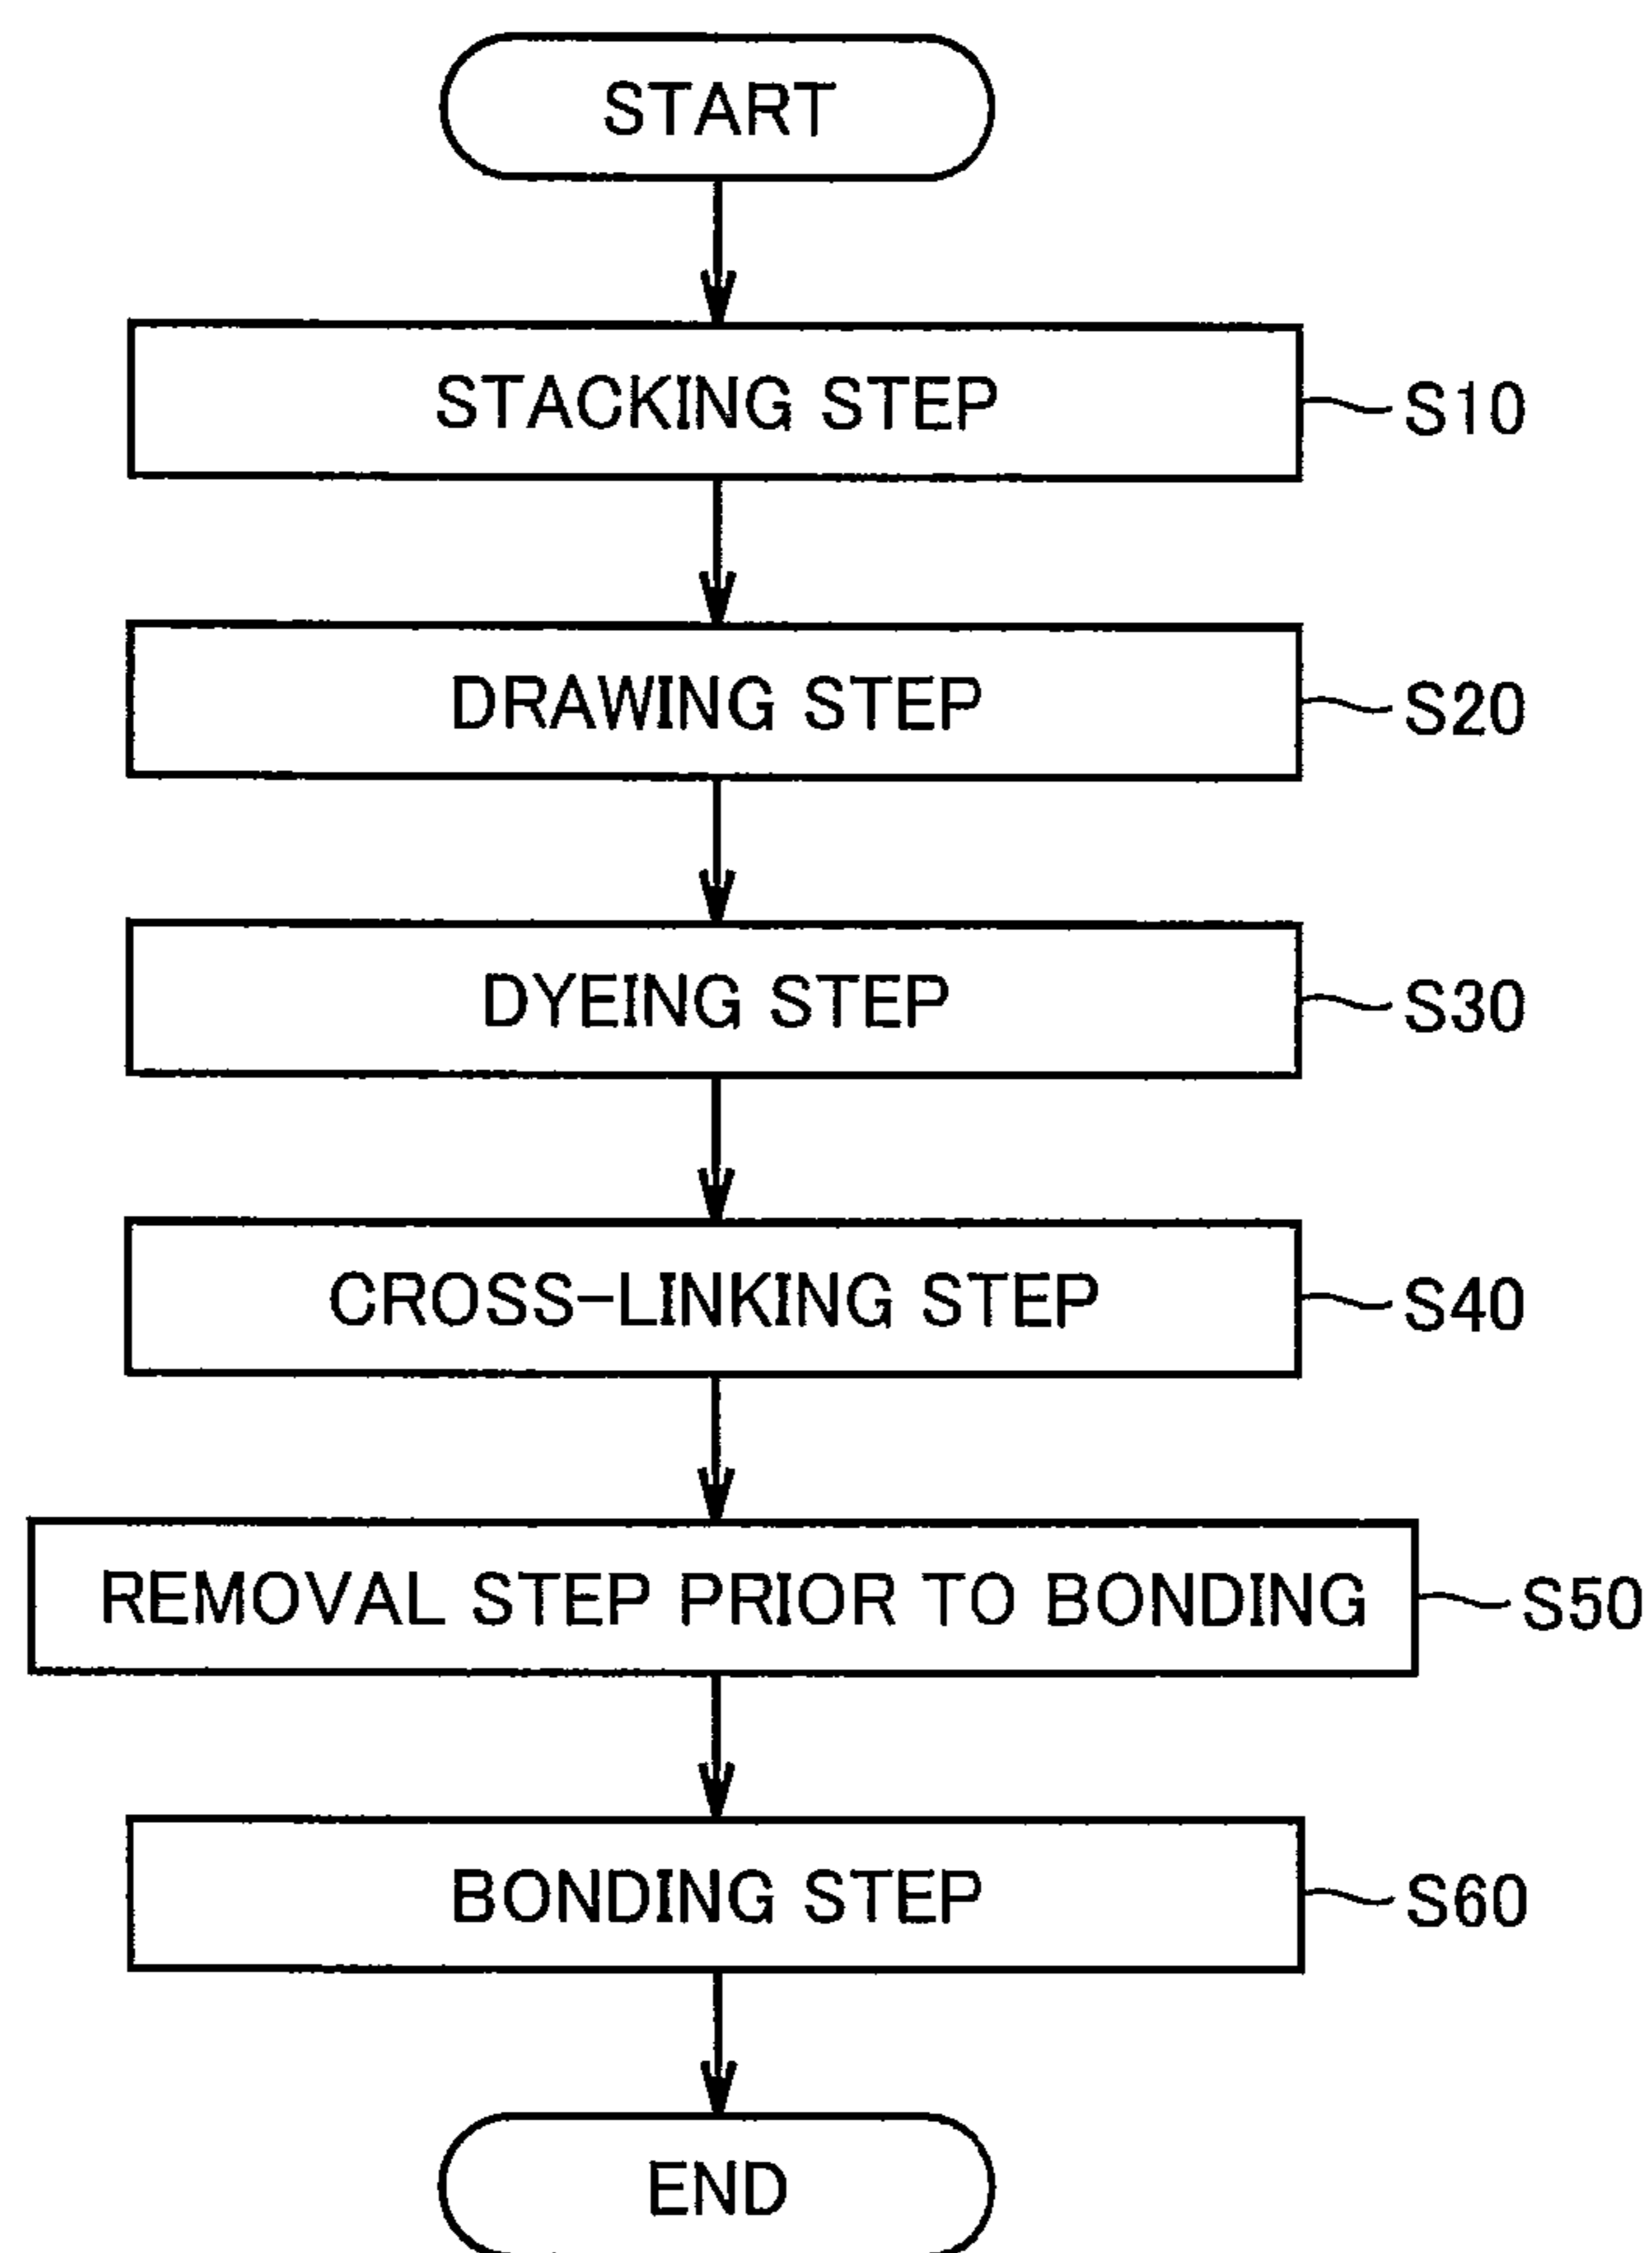 START
STACKING STEP S10
DRAWING STEP S20
DYEING STEP S30
CROSS-LINKING STEP S40
REMOVAL STEP PRIOR TO BONDING S50
BONDING STEP S60
END